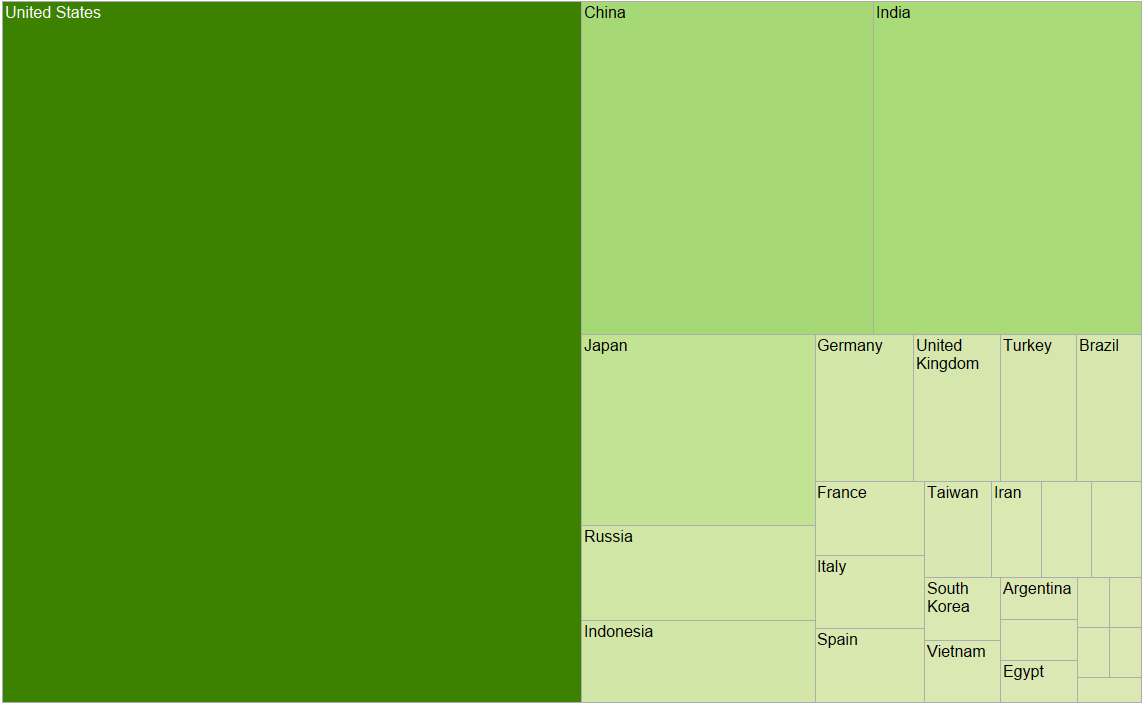 United States
China
India
Japan
Germany
United
Kingdom
Turkey
Brazil
France
Taiwan
Iran
Russia
Italy
South
Korea
Argentina
Indonesia
Spain
Vietnam
Egypt